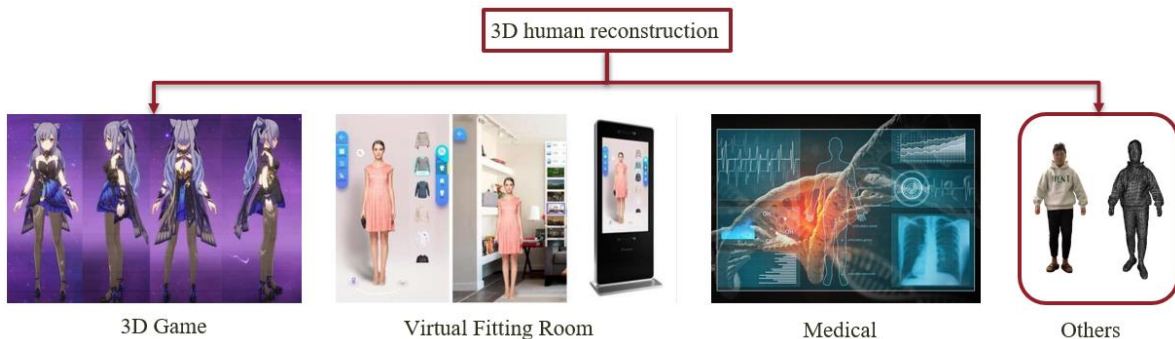 3D human reconstruction
3D Game
Virtual Fitting Room
Medical
Others